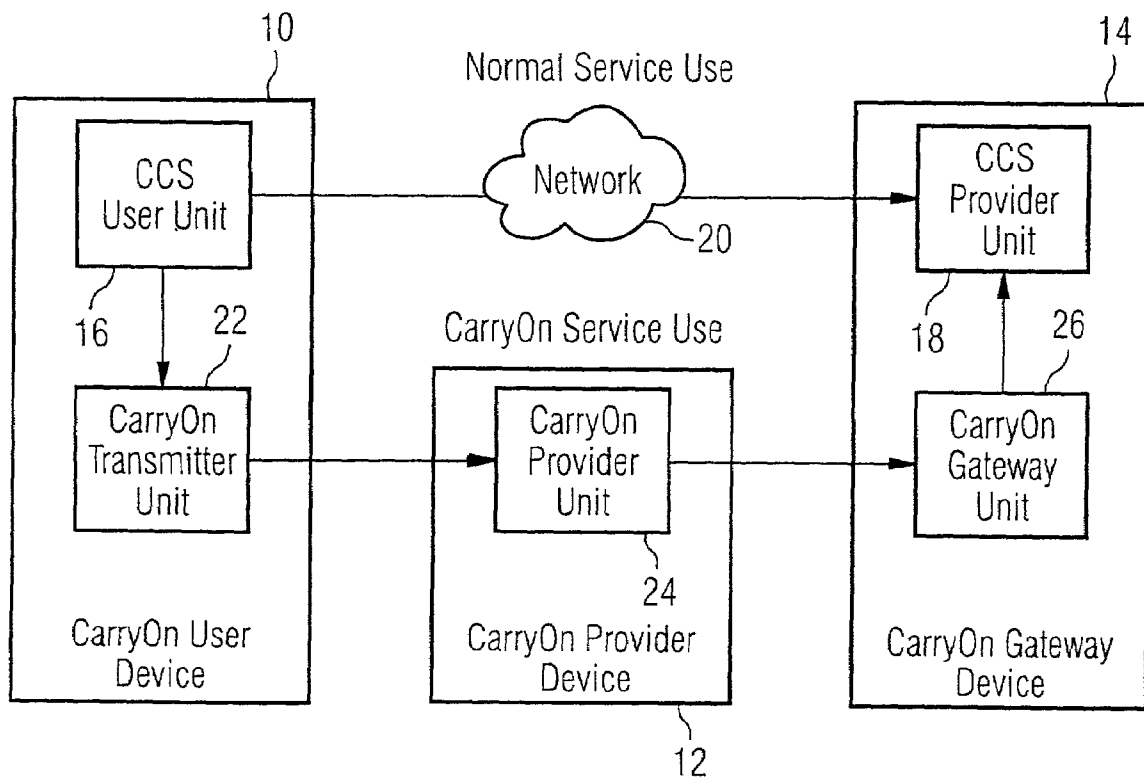 10
14
Normal Service Use
CCS
User Unit
Network
CCS
Provider
Unit
20
16
22
CarryOn Service Use
18
26
CarryOn
Transmitter
Unit
CarryOn
Provider
Unit
CarryOn
Gateway
Unit
24
CarryOn User
Device
CarryOn Provider
Device
CarryOn Gateway
Device
12